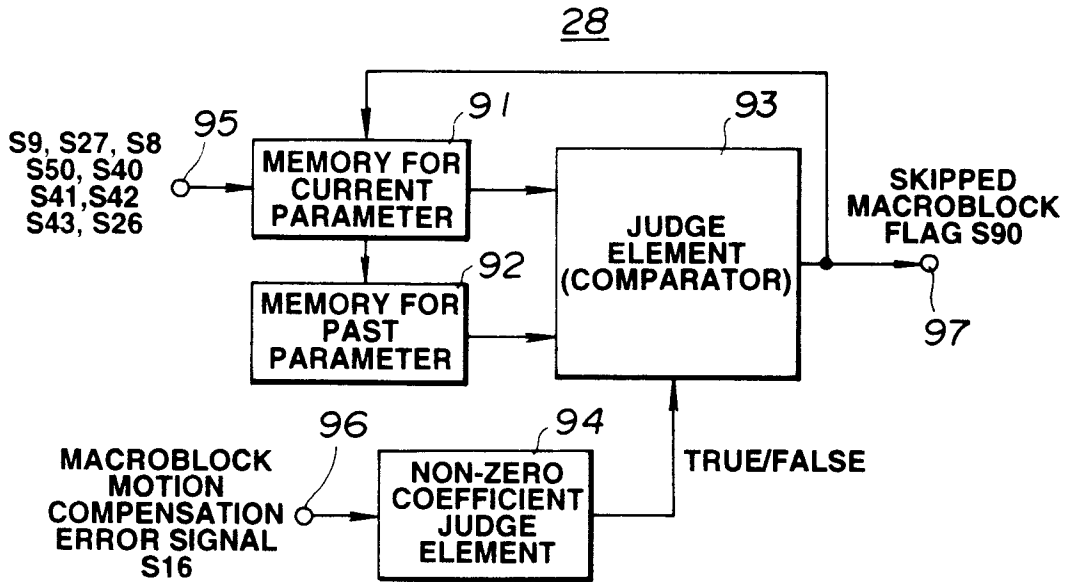 28
95
S9, S27, S8
S50, S40
S41,S42
S43, S26
91
MEMORY FOR
CURRENT
PARAMETER
92
MEMORY FOR
PAST
PARAMETER
93
JUDGE
ELEMENT
(COMPARATOR)
SKIPPED
MACROBLOCK
FLAG S90
97
96
MACROBLOCK
MOTION
COMPENSATION
ERROR SIGNAL
S16
94
NON-ZERO
COEFFICIENT
JUDGE
ELEMENT
TRUE/FALSE